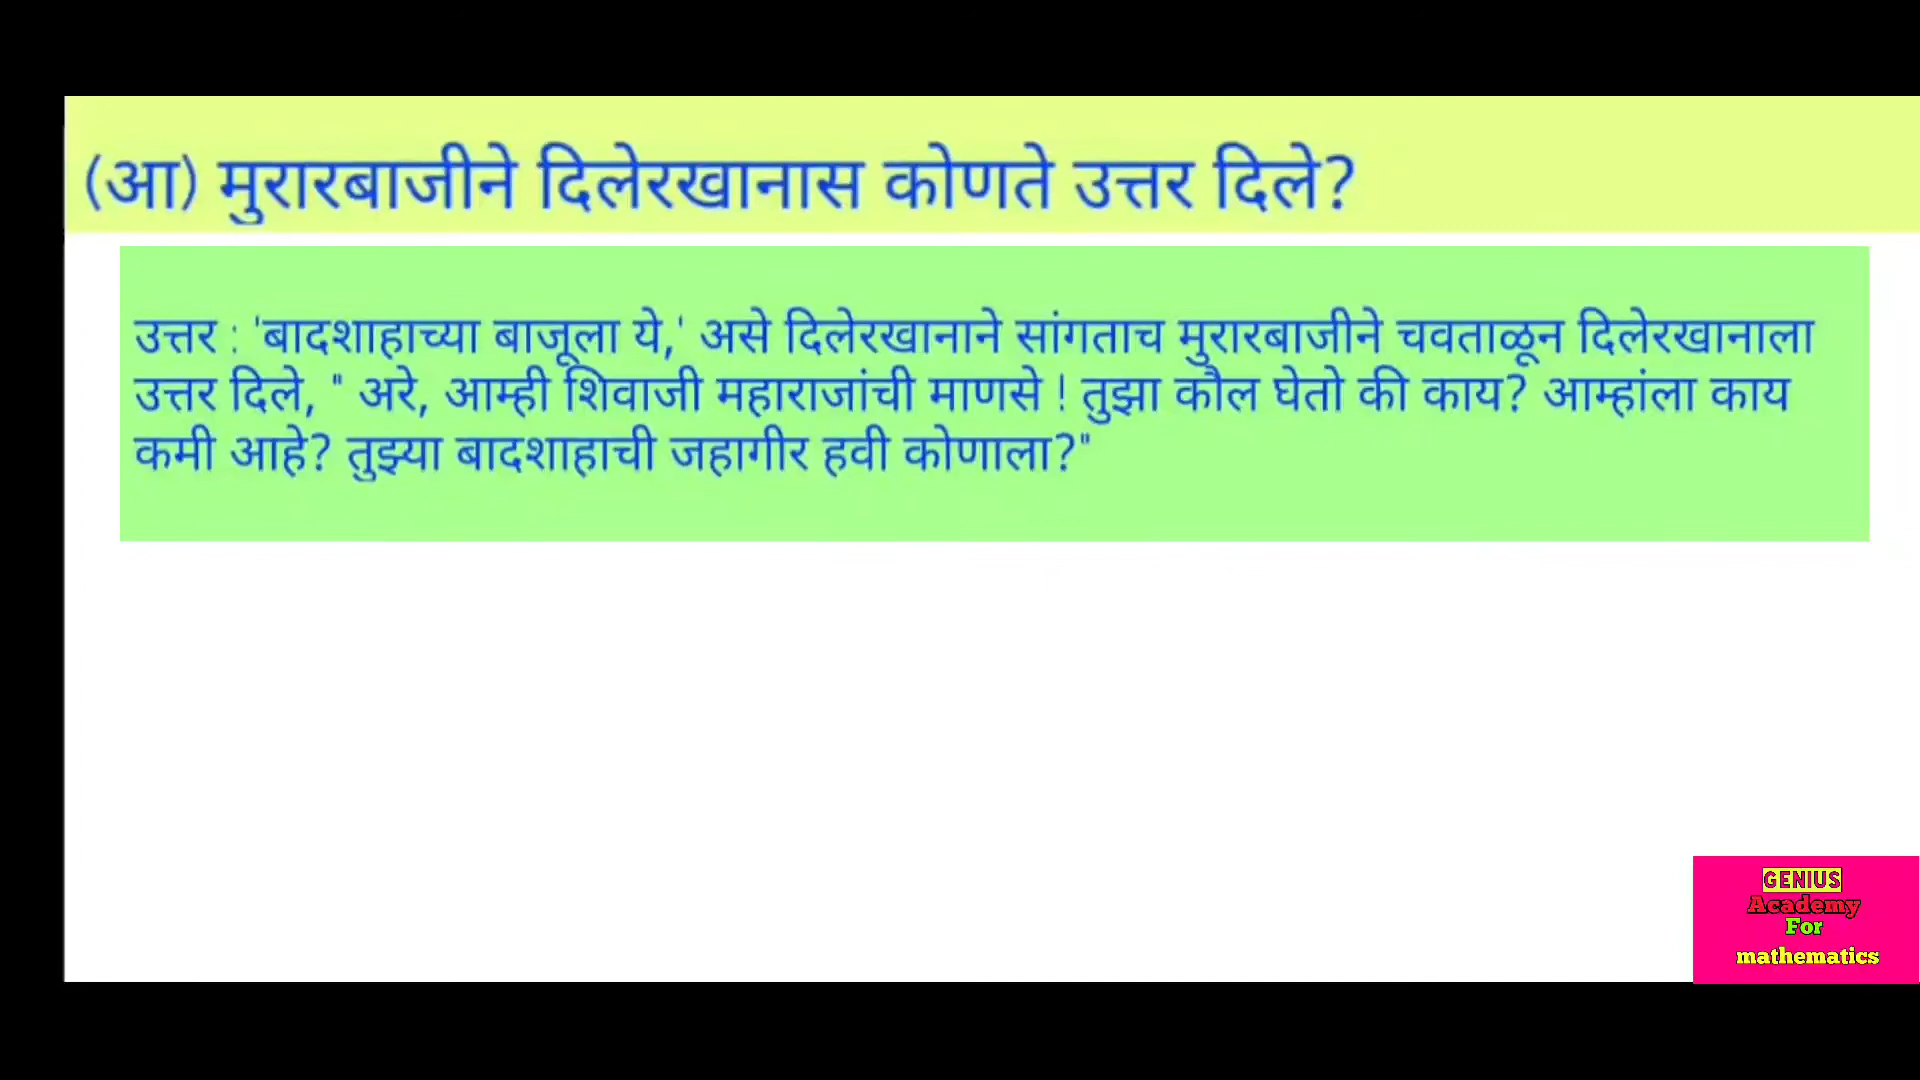 (आ) मुरारबाजीने दिलेरखानास कोणते उत्तर दिले?
उत्तर : 'बादशाहाच्या बाजूला ये,' असे दिलेरखानाने सांगताच मुरारबाजीने चवताळून दिलेरखानाला
उत्तर दिले, " अरे, आम्ही शिवाजी महाराजांची माणसे ! तुझा कौल घेतो की काय? आम्हांला काय
कमी आहे? तुझ्या बादशाहाची जहागीर हवी कोणाला?"
GENIUS
Academy
For
mathematics